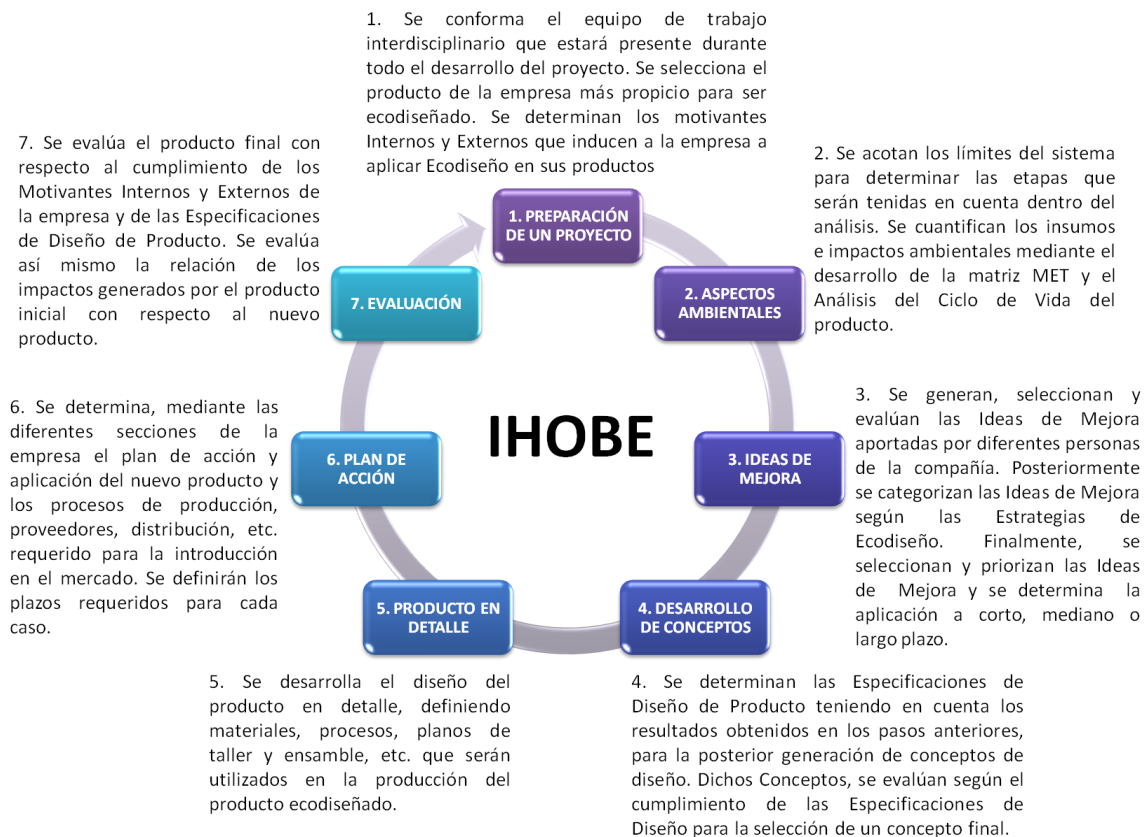 1. Se conforma el equipo de trabajo
interdisciplinario que estará presente durante
todo el desarrollo del proyecto. Se selecciona el
producto de la empresa más propicio para ser
ecodiseñado. Se determinan los motivantes
Internos y Externos que inducen a la empresa a
aplicar Ecodiseño en sus productos
1. PREPARACIÓN
DE UN PROYECTO
2. ASPECTOS
AMBIENTALES
2. Se acotan los límites del sistema
para determinar las etapas que
serán tenidas en cuenta dentro del
análisis. Se cuantifican los insumos
e impactos ambientales mediante el
desarrollo de la matriz MET y el
Análisis del Ciclo de Vida del
producto.
3. IDEAS DE
MEJORA
3. Se generan, seleccionan y
evalúan las Ideas de Mejora
aportadas por diferentes personas
de la compañía. Posteriormente
se categorizan las Ideas de Mejora
según las Estrategias de
Ecodiseño. Finalmente, se
seleccionan y priorizan las Ideas
de Mejora y se determina la
aplicación a corto, mediano o
largo plazo.
4. DESARROLLO
DE CONCEPTOS
4. Se determinan las Especificaciones de
Diseño de Producto teniendo en cuenta los
resultados obtenidos en los pasos anteriores,
para la posterior generación de conceptos de
diseño. Dichos Conceptos, se evalúan según el
cumplimiento de las Especificaciones de
Diseño para la selección de un concepto final.
5. PRODUCTO EN
DETALLE
5. Se desarrolla el diseño del
producto en detalle, definiendo
materiales, procesos, planos de
taller y ensamble, etc. que serán
utilizados en la producción del
producto ecodiseñado.
6. PLAN DE
ACCIÓN
6. Se determina, mediante las
diferentes secciones de la
empresa el plan de acción y
aplicación del nuevo producto y
los procesos de producción,
proveedores, distribución, etc.
requerido para la introducción
en el mercado. Se definirán los
plazos requeridos para cada
caso.
7. EVALUACIÓN
7. Se evalúa el producto final con
respecto al cumplimiento de los
Motivantes Internos y Externos de
la empresa y de las Especificaciones
de Diseño de Producto. Se evalúa
así mismo la relación de los
impactos generados por el producto
inicial con respecto al nuevo
producto.
IHOBE